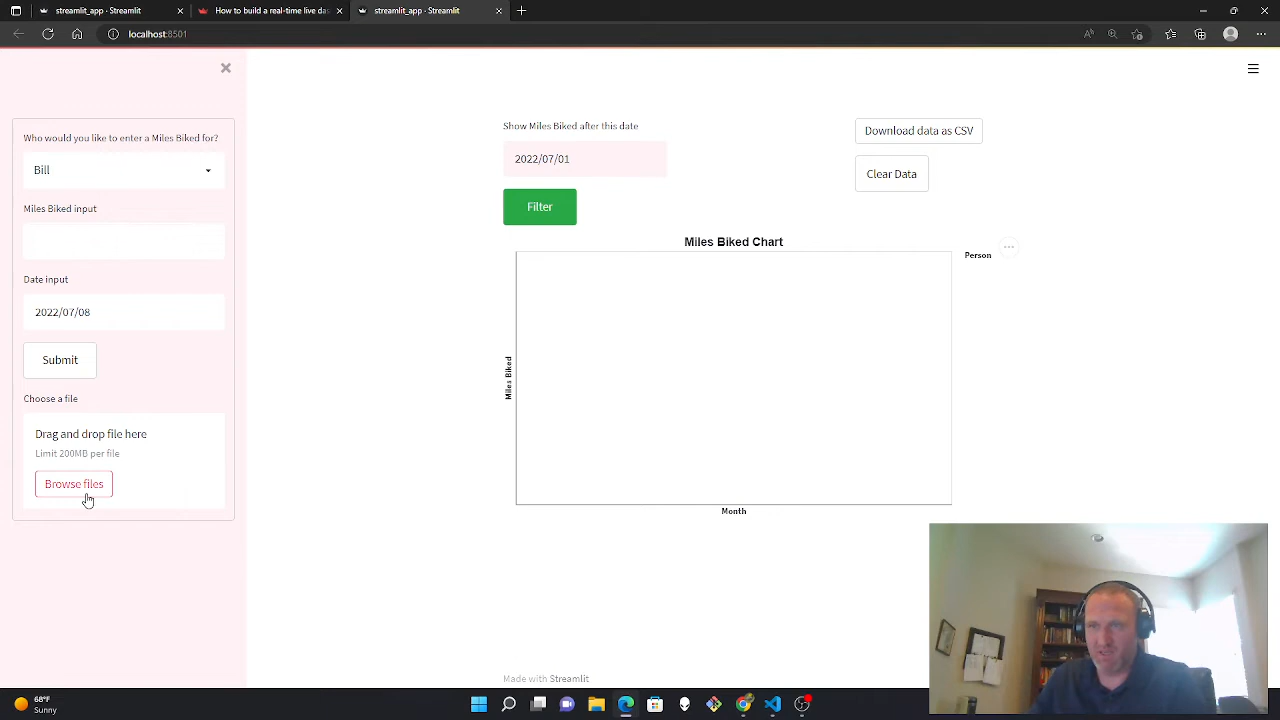 streamlit_app - Streamlit
How to build a real-time live das
streamlit_app - Streamlit
localhost:8501
Who would you like to enter a Miles Biked for?
Bill
Miles Biked input
Date input
2022/07/08
Submit
Choose a file
Drag and drop file here
Limit 200MB per file
Browse files
Show Miles Biked after this date
2022/07/01
Filter
Download data as CSV
Clear Data
Miles Biked Chart
Person
Miles Biked
Month
Made with Streamlit
68°F
Sunny